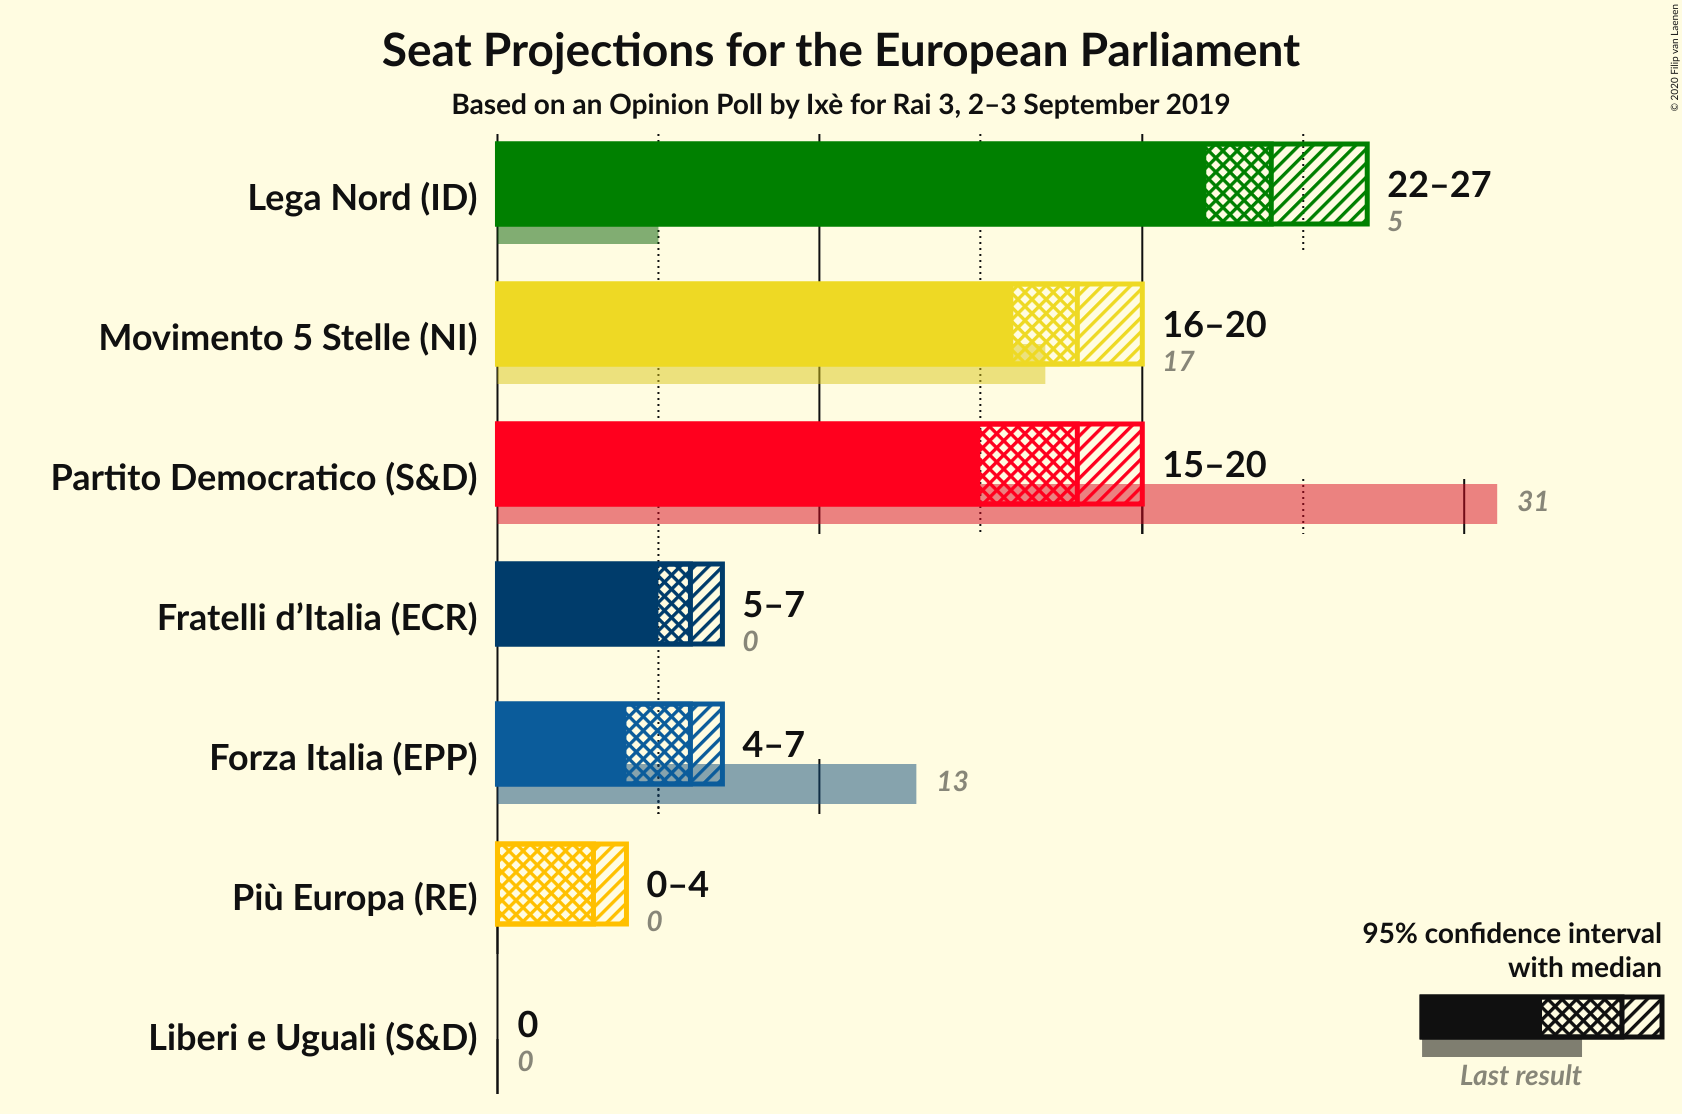 Seat Projections for the European Parliament
Based on an Opinion Poll by Ixè for Rai 3, 2–3 September 2019
© 2020 Filip van Laenen
Lega Nord (ID)
22–27
5
Movimento 5 Stelle (NI)
16–20
17
Partito Democratico (S&D)
15–20
31
Fratelli d’Italia (ECR)
5–7
0
Forza Italia (EPP)
4–7
13
Più Europa (RE)
0–4
0
Liberi e Uguali (S&D)
0
0
95% confidence interval
with median
Last result